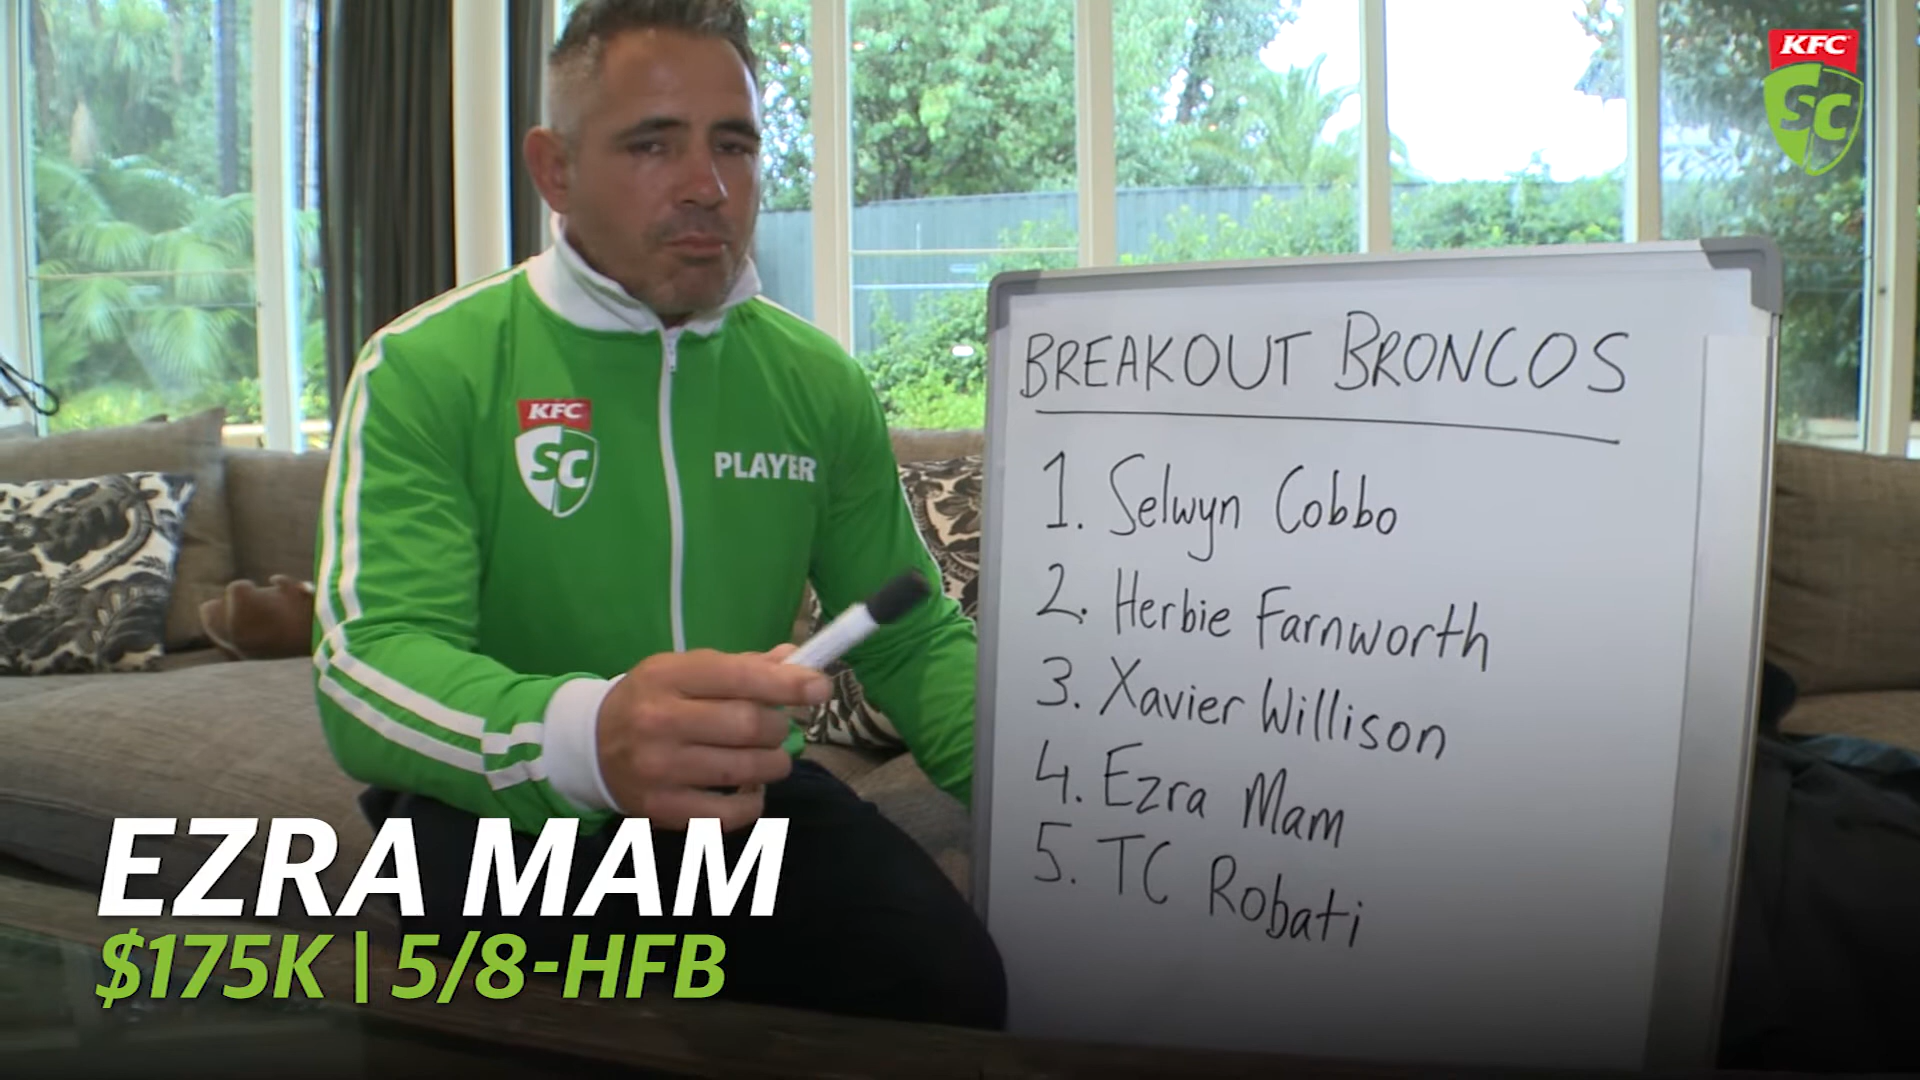 KFC
SC
KFC
SC
PLAYER
BREAKOUT BRONCOS
1. Selwyn Cobbo
2. Herbie Farnworth
3. Xavier Willison
4. Ezra Mam
5. TC Robati
EZRA MAM
$175K | 5/8-HFB